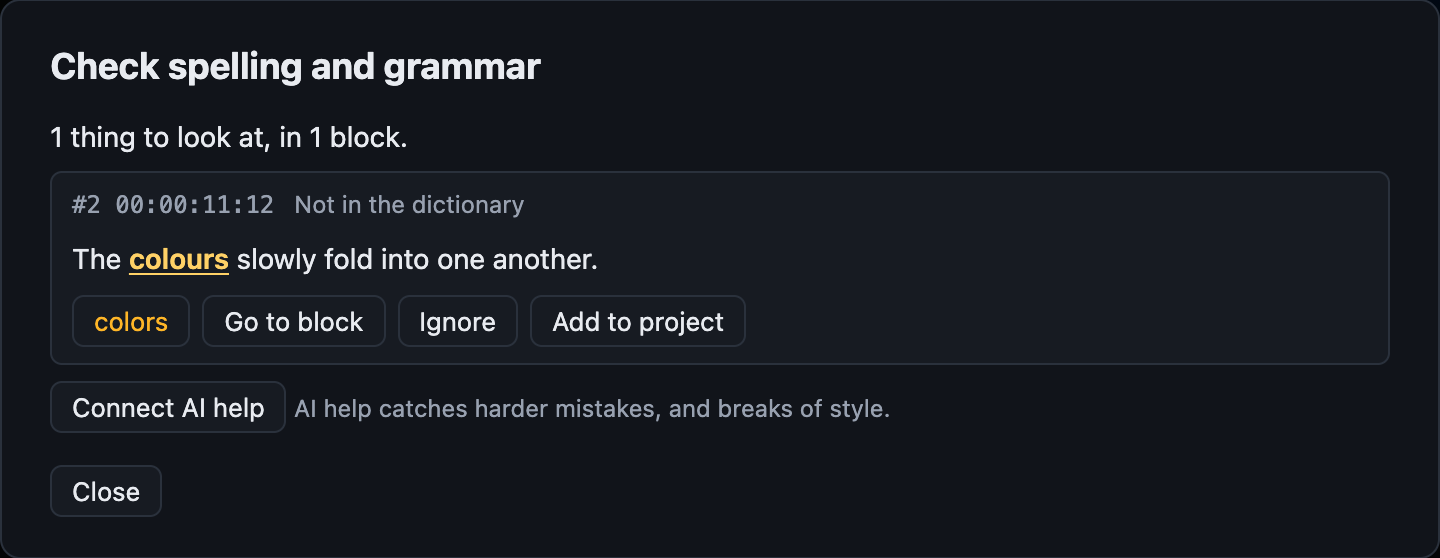 Check spelling and grammar
1 thing to look at, in 1 block.
#2 00:00:11:12 Not in the dictionary
The colours slowly fold into one another.
colors Go to block Ignore Add to project
Connect AI help AI help catches harder mistakes, and breaks of style.
Close